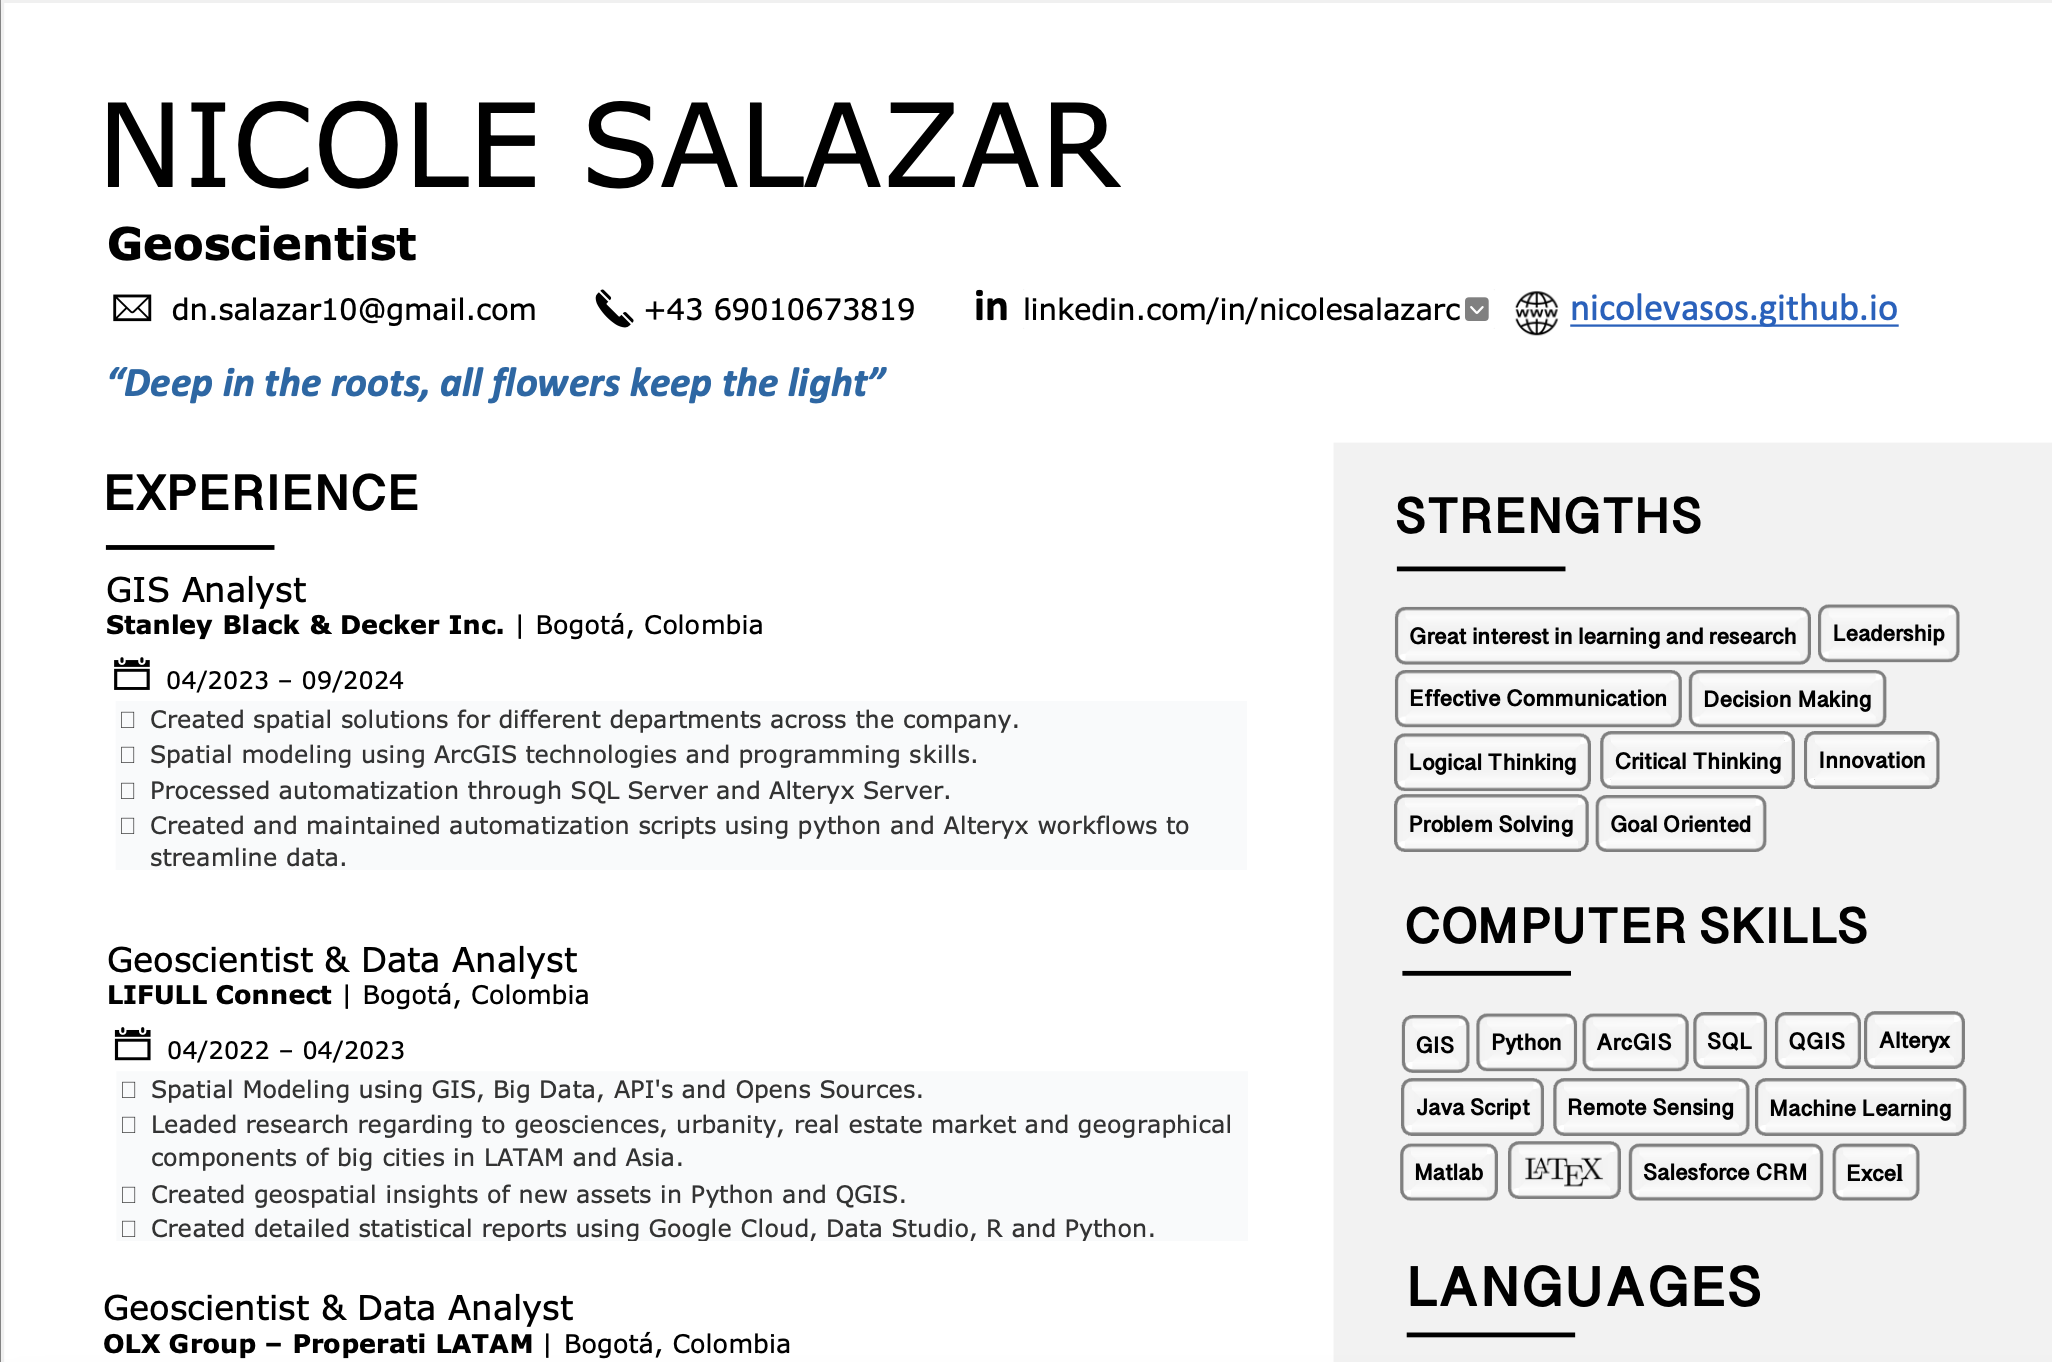 NICOLE SALAZAR
Geoscientist
dn.salazar10@gmail.com +43 69010673819 in linkedin.com/in/nicolesalazarc www nicolevasos.github.io
“Deep in the roots, all flowers keep the light”
EXPERIENCE
GIS Analyst
Stanley Black & Decker Inc. | Bogotá, Colombia
04/2023 – 09/2024
Created spatial solutions for different departments across the company.
Spatial modeling using ArcGIS technologies and programming skills.
Processed automatization through SQL Server and Alteryx Server.
Created and maintained automatization scripts using python and Alteryx workflows to
streamline data.
Geoscientist & Data Analyst
LIFULL Connect | Bogotá, Colombia
04/2022 – 04/2023
Spatial Modeling using GIS, Big Data, API's and Opens Sources.
Leaded research regarding to geosciences, urbanity, real estate market and geographical
components of big cities in LATAM and Asia.
Created geospatial insights of new assets in Python and QGIS.
Created detailed statistical reports using Google Cloud, Data Studio, R and Python.
Geoscientist & Data Analyst
OLX Group – Properati LATAM | Bogotá, Colombia
STRENGTHS
Great interest in learning and research Leadership
Effective Communication Decision Making
Logical Thinking Critical Thinking Innovation
Problem Solving Goal Oriented
COMPUTER SKILLS
GIS Python ArcGIS SQL QGIS Alteryx
Java Script Remote Sensing Machine Learning
Matlab LATEX Salesforce CRM Excel
LANGUAGES